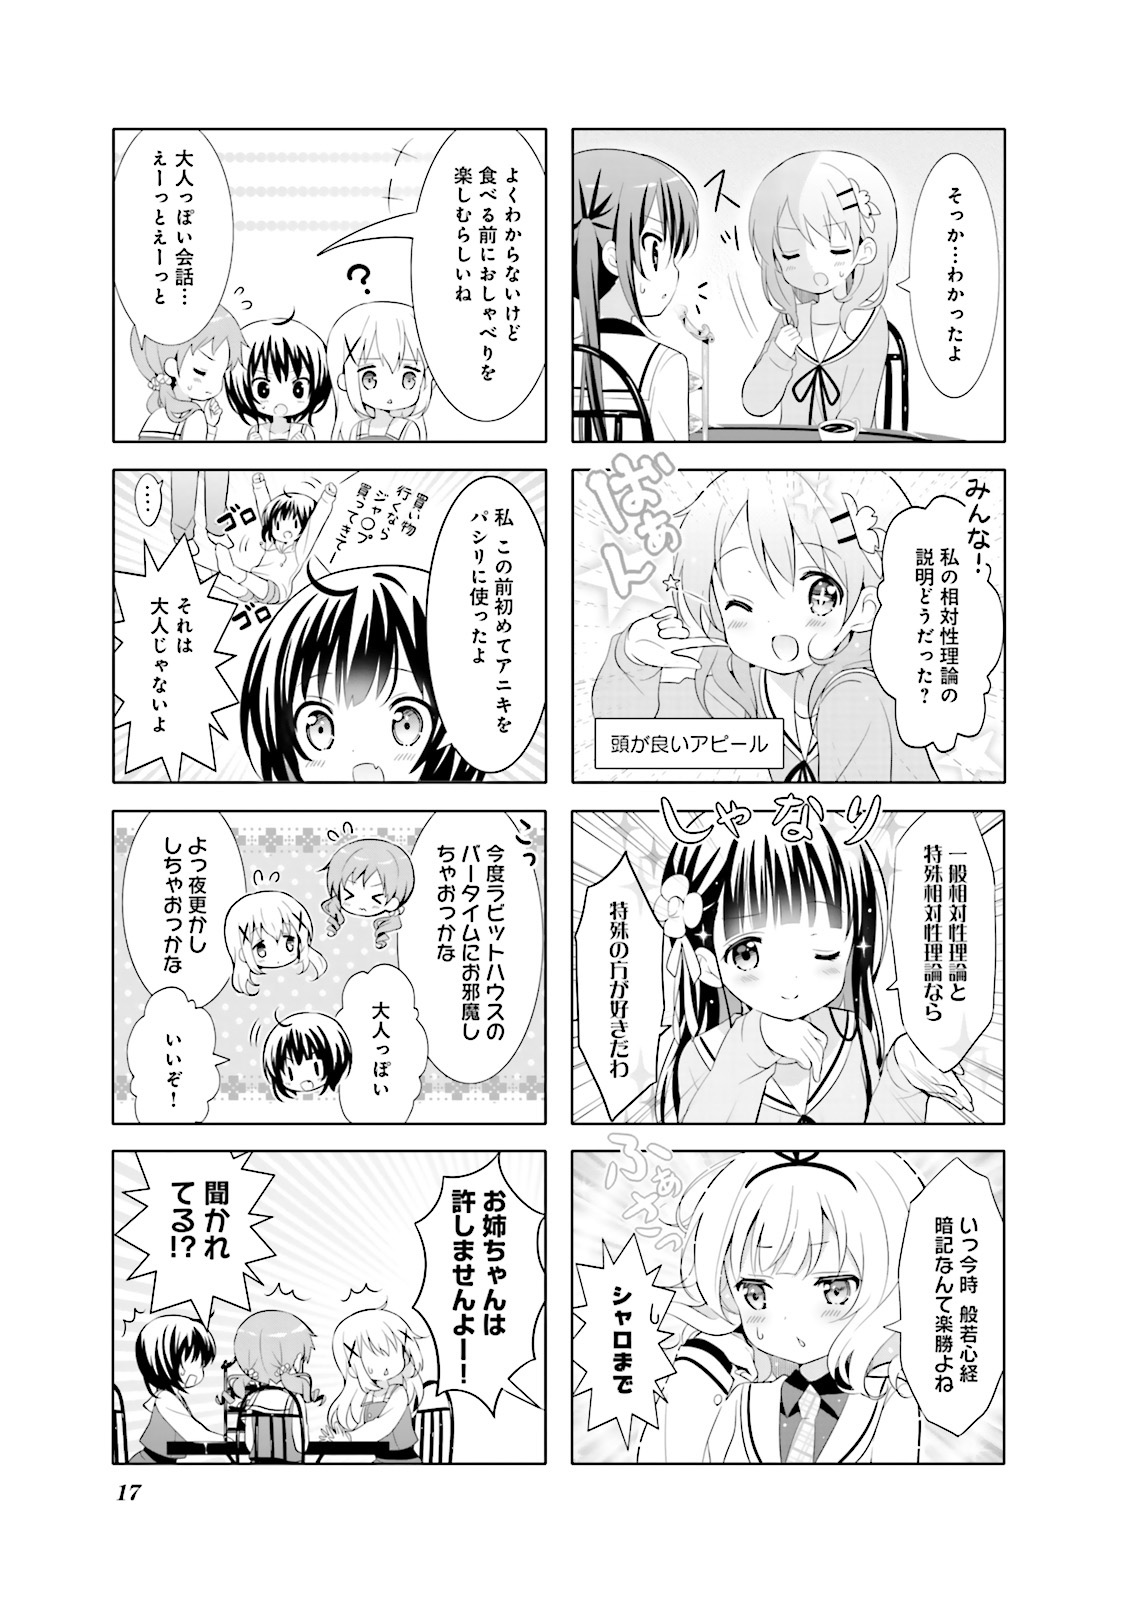 そっか…わかったよ
スッ
みんな！
私の相対性理論の
説明どうだった？
ばぁーん
頭が良いアピール
しゃなり
一般相対性理論と
特殊相対性理論なら
特殊の方が好きだわ
いっ今時 般若心経
暗記なんて楽勝よね
ふぁさっ
シャロまで
よくわからないけど
食べる前におしゃべりを
楽しむらしいね
？
大人っぽい会話…
えーっとえーっと
私 この前初めてアニキを
パシリに使ったよ
買い物
行くなら
ジャ○プ
買ってきてー
ゴロ
ゴロ
…
それは
大人じゃないよ
こっ
今度ラビットハウスの
バータイムにお邪魔し
ちゃおっかな
よっ夜更かし
しちゃおっかな
大人っぽい
いいぞ！
お姉ちゃんは
許しませんよー！
聞かれ
てる!?
17